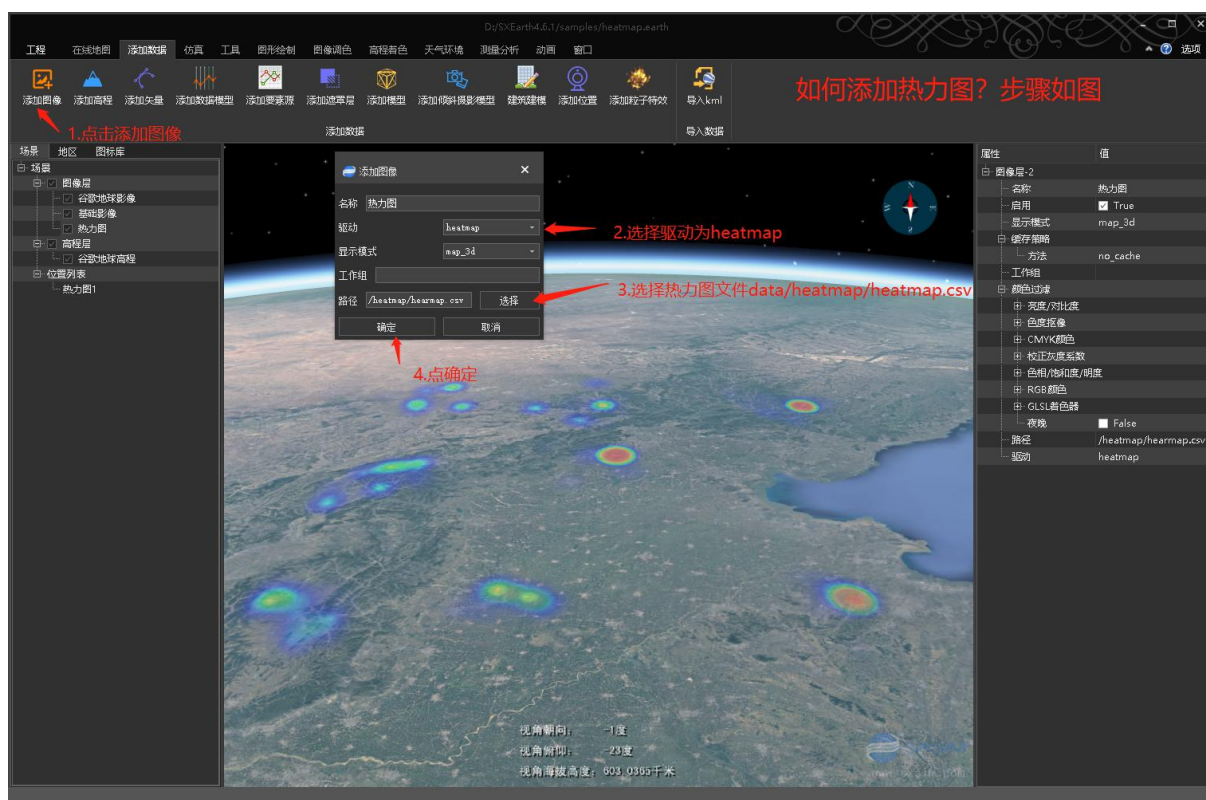 D:/SXEarth4.6.1/samples/heatmap.earth
工程 在线地图 添加数据 仿真 工具 图形绘制 图像调色 高程着色 天气环境 测量分析 动画 窗口 选项
添加图像 添加高程 添加矢量 添加数据模型 添加要素源 添加遮罩层 添加模型 添加倾斜摄影模型 建筑建模 添加位置 添加粒子特效 导入kml
如何添加热力图？步骤如图
1.点击添加图像
添加数据 导入数据
场景 地区 图标库
场景
图像层
谷歌地球影像
基础影像
热力图
高程层
谷歌地球高程
位置列表
热力图1
添加图像
名称 热力图
驱动 heatmap
2.选择驱动为heatmap
显示模式 map_3d
工作组
路径 /heatmap/hearmap.csv 选择
3.选择热力图文件data/heatmap/heatmap.csv
确定 取消
4.点确定
N
视角朝向： -1度
视角俯仰： -23度
视角海拔高度：603.0365千米
属性 值
图像层-2
名称 热力图
启用 True
显示模式 map_3d
缓存策略
方法 no_cache
工作组
颜色过滤
亮度/对比度
色度抠像
CMYK颜色
校正灰度系数
色相/饱和度/明度
RGB颜色
GLSL着色器
夜晚 False
路径 /heatmap/hearmap.csv
驱动 heatmap